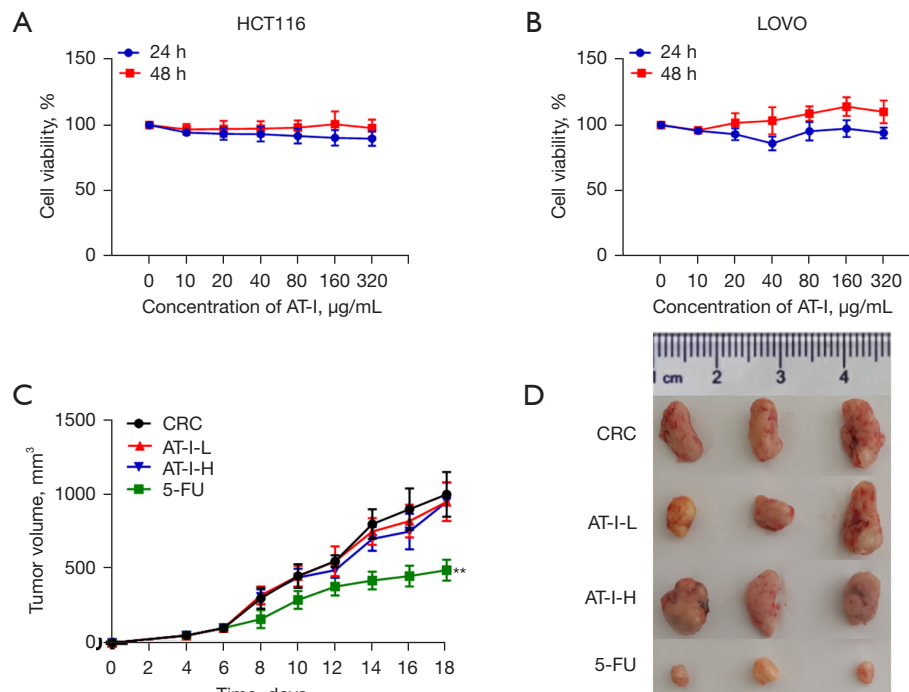 A
HCT116
150
100
50
0
Cell viability, %
24 h
48 h
0 10 20 40 80 160 320
Concentration of AT-I, µg/mL
B
LOVO
150
100
50
0
Cell viability, %
24 h
48 h
0 10 20 40 80 160 320
Concentration of AT-I, µg/mL
C
1500
1000
500
0
Tumor volume, mm³
CRC
AT-I-L
AT-I-H
5-FU
**
0 2 4 6 8 10 12 14 16 18
Time, days
D
1 cm 2 3 4
CRC
AT-I-L
AT-I-H
5-FU